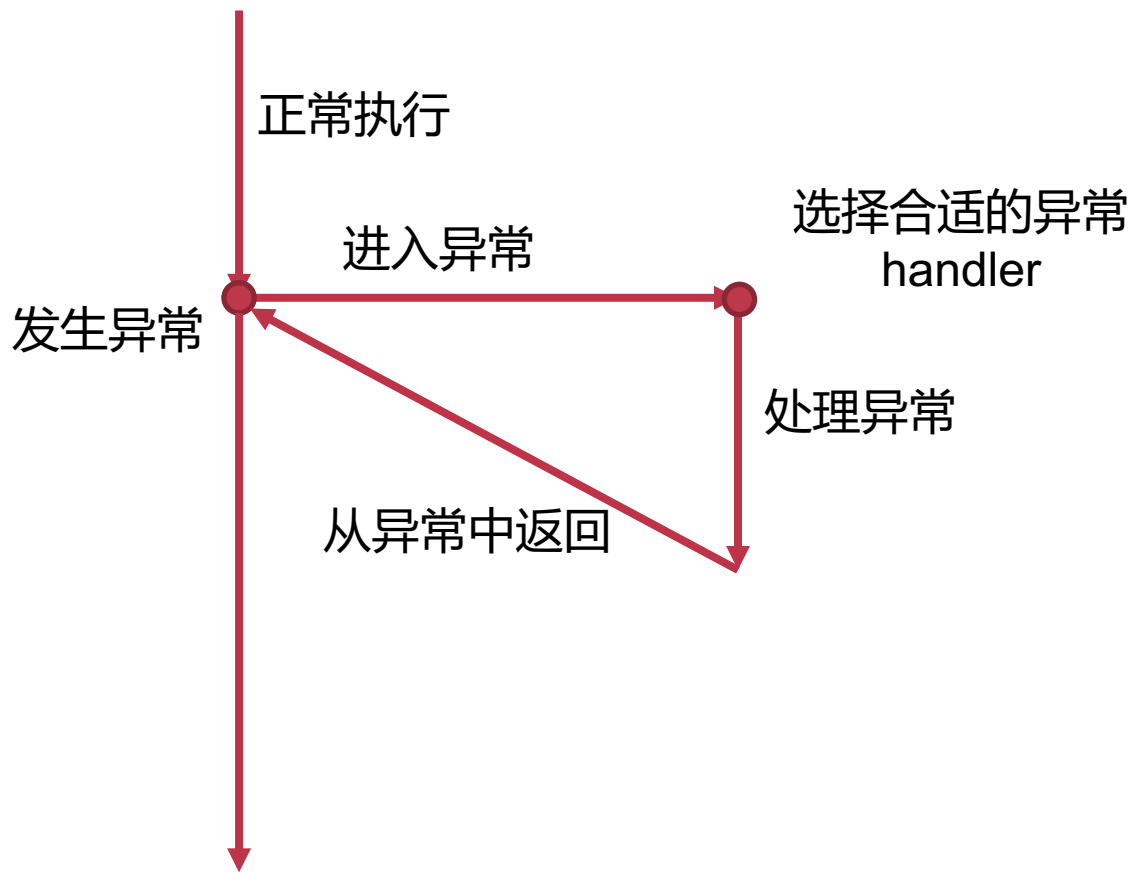 正常执行
进入异常
选择合适的异常
handler
发生异常
处理异常
从异常中返回